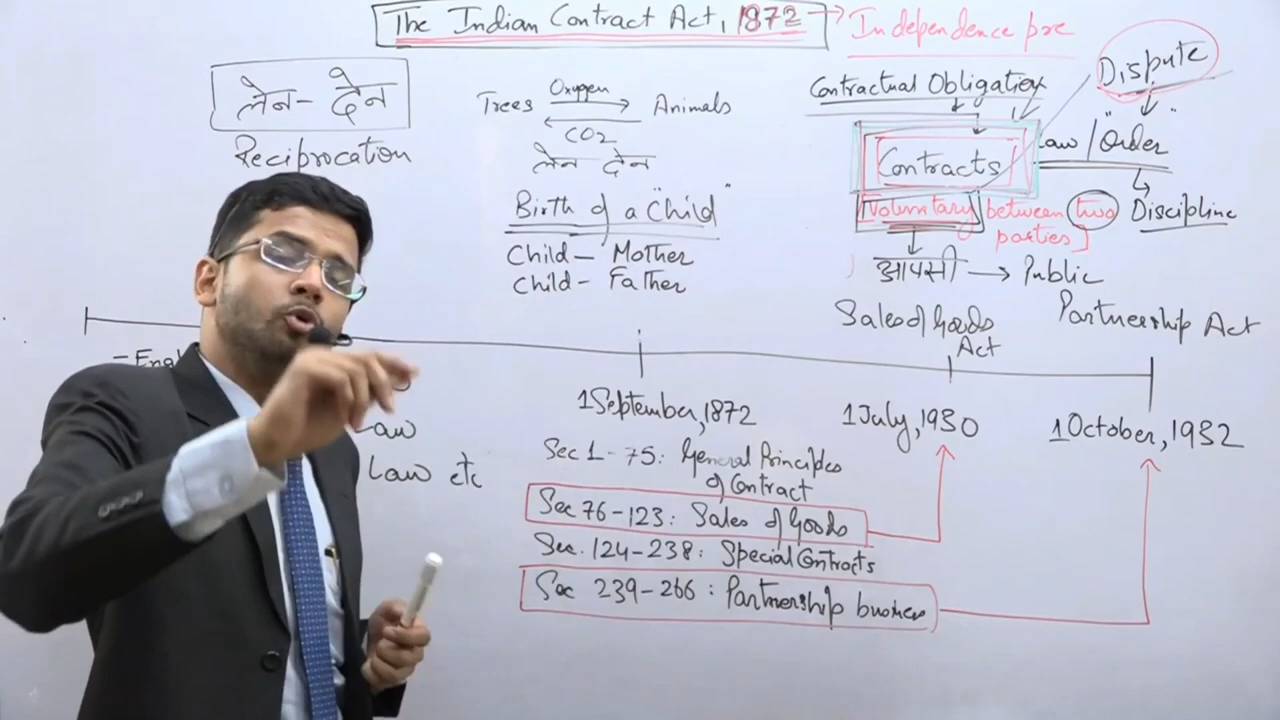 The Indian Contract Act, 1872 → Independence pre
लेन-देन
Reciprocation
Trees Oxygen Animals
CO2
लेन देन
Birth of a "Child"
Child - Mother
Child - Father
Contractual Obligation
Dispute
Law / "Order"
Contracts
[Voluntary between two parties]
Discipline
आपसी → Public
Sales of Goods Act
Partnership Act
1 September, 1872
1 July, 1930
1 October, 1932
Law
Law etc
Sec 1-75: General Principles
of Contract
Sec 76-123: Sales of Goods
Sec. 124-238: Special Contracts
Sec 239-266: Partnership business